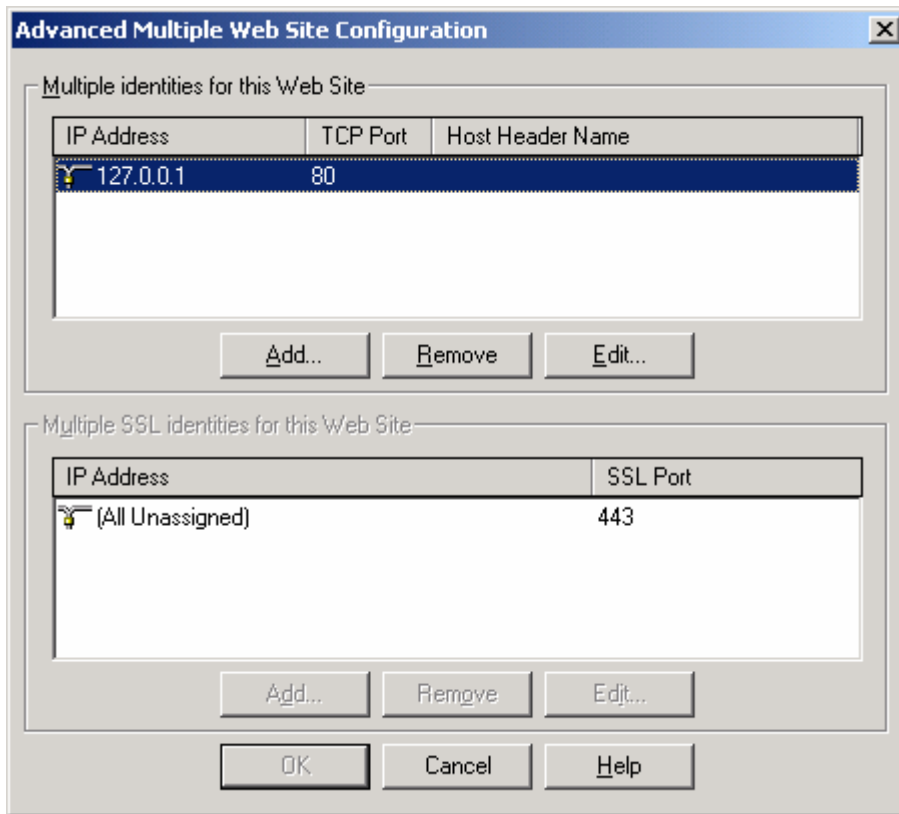 Advanced Multiple Web Site Configuration
Multiple identities for this Web Site
IP Address TCP Port Host Header Name
127.0.0.1 80
Add... Remove Edit...
Multiple SSL identities for this Web Site
IP Address SSL Port
(All Unassigned) 443
Add... Remove Edit...
OK Cancel Help